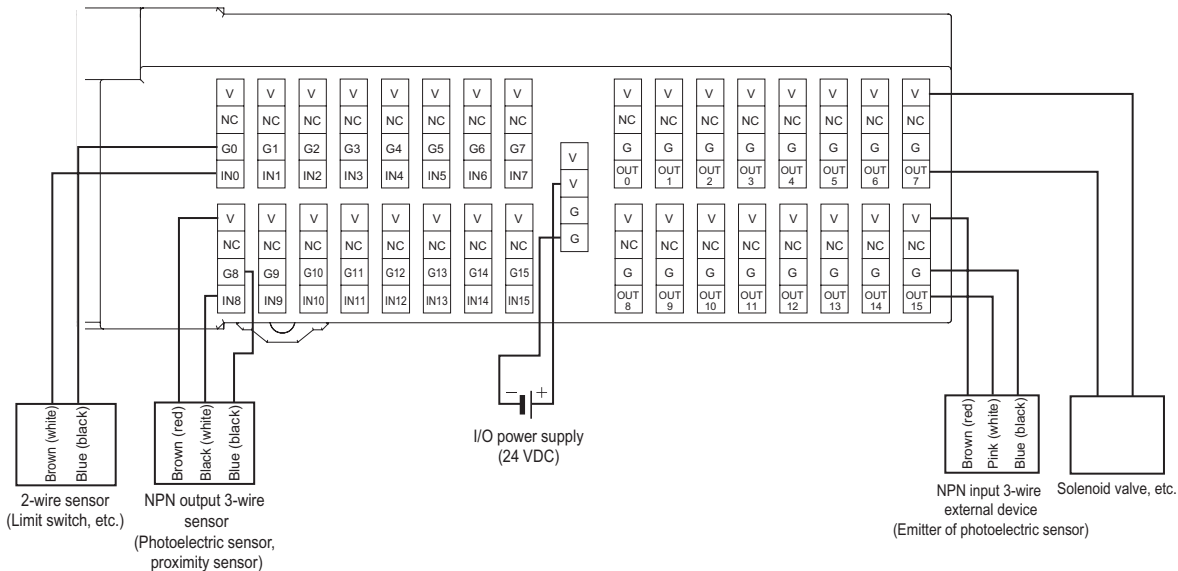 V V V V V V V V
NC NC NC NC NC NC NC NC
G0 G1 G2 G3 G4 G5 G6 G7
IN0 IN1 IN2 IN3 IN4 IN5 IN6 IN7
V V V V V V V V
NC NC NC NC NC NC NC NC
G8 G9 G10 G11 G12 G13 G14 G15
IN8 IN9 IN10 IN11 IN12 IN13 IN14 IN15
V
V
G
G
V V V V V V V V
NC NC NC NC NC NC NC NC
G G G G G G G G
OUT OUT OUT OUT OUT OUT OUT OUT
0 1 2 3 4 5 6 7
V V V V V V V V
NC NC NC NC NC NC NC NC
G G G G G G G G
OUT OUT OUT OUT OUT OUT OUT OUT
8 9 10 11 12 13 14 15
Brown (white)
Blue (black)
2-wire sensor
(Limit switch, etc.)
Brown (red)
Black (white)
Blue (black)
NPN output 3-wire
sensor
(Photoelectric sensor,
proximity sensor)
− +
I/O power supply
(24 VDC)
Brown (red)
Pink (white)
Blue (black)
NPN input 3-wire
external device
(Emitter of photoelectric sensor)
Solenoid valve, etc.